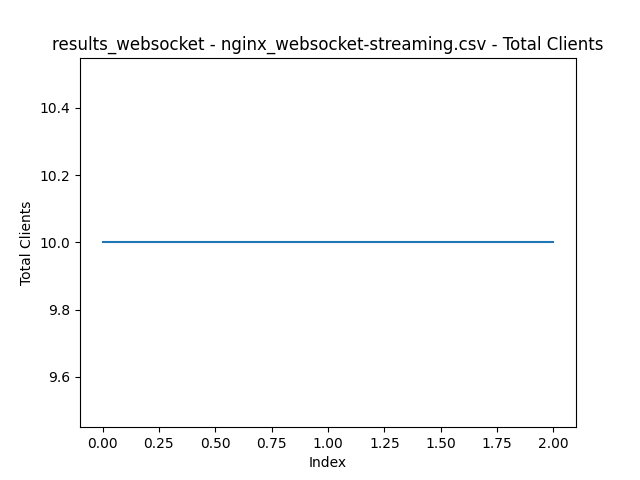 results_websocket - nginx_websocket-streaming.csv - Total Clients
10.4
10.2
10.0
9.8
9.6
Total Clients
0.00 0.25 0.50 0.75 1.00 1.25 1.50 1.75 2.00
Index